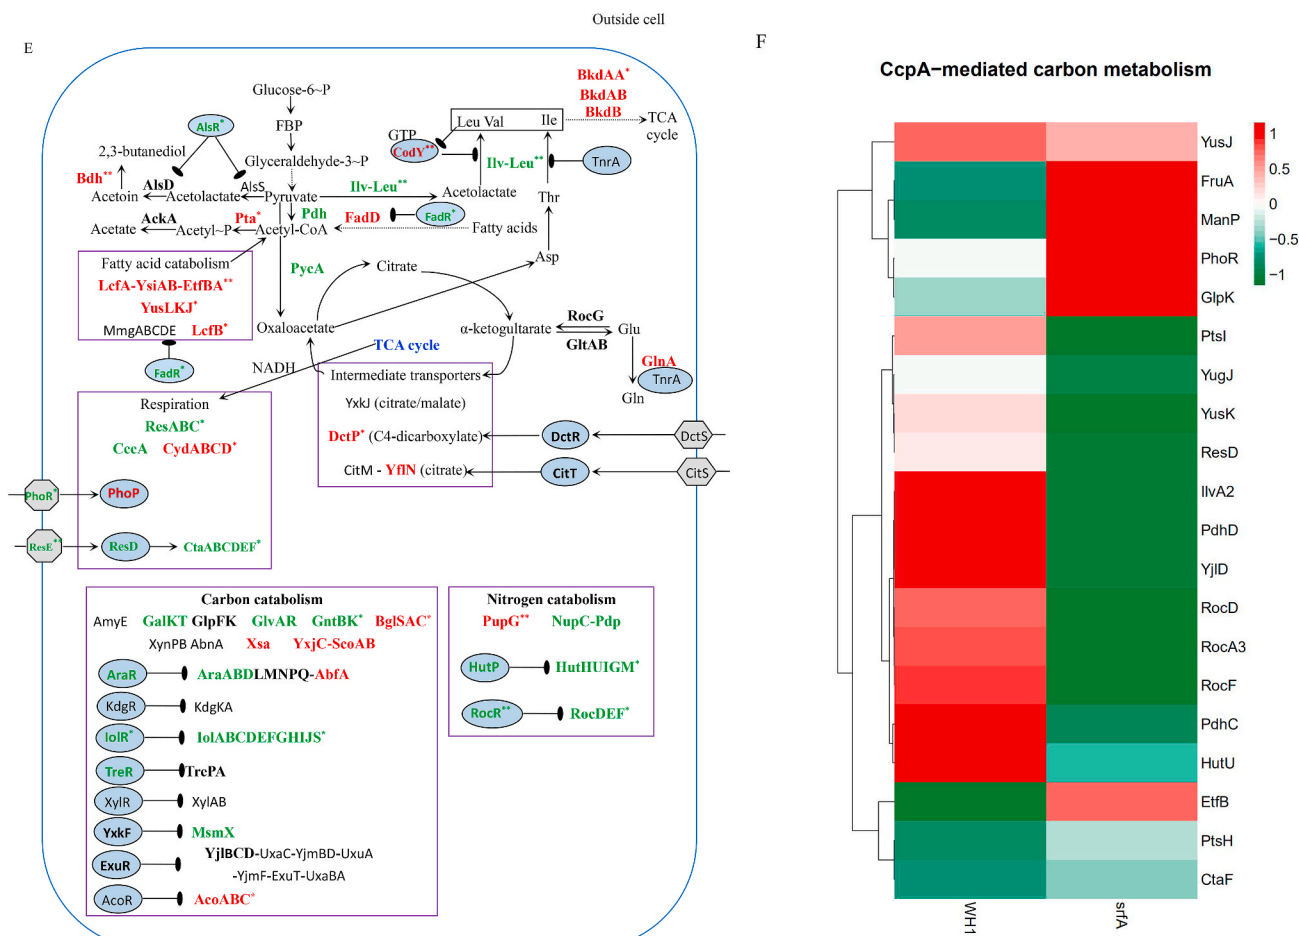 Outside cell
E
Glucose-6~P
FBP
Glyceraldehyde-3~P
AlsR*
2,3-butanediol
Bdh**
Acetoin
AlsD
Acetolactate
AlsS
Pyruvate
Ilv-Leu**
Acetolactate
GTP
CodY**
Leu Val
Ile
BkdAA*
BkdAB
BkdB
TCA
cycle
Ilv-Leu**
TnrA
Thr
Acetate
AckA
Acetyl~P
Pta*
Acetyl-CoA
Pdh
FadD
FadR*
Fatty acids
Asp
Fatty acid catabolism
LcfA-YsiAB-EtfBA**
YusLKJ*
MmgABCDE
LcfB*
FadR*
PycA
Citrate
Oxaloacetate
α-ketogultarate
RocG
GltAB
Glu
GlnA
TnrA
Gln
TCA cycle
NADH
Intermediate transporters
YxkJ (citrate/malate)
DctP* (C4-dicarboxylate)
DctR
DctS
CitM - YflN (citrate)
CitT
CitS
Respiration
ResABC*
CccA
CydABCD*
PhoR*
PhoP
ResE**
ResD
CtaABCDEF*
Carbon catabolism
AmyE GalKT GlpFK GlvAR GntBK* BglSAC*
XynPB AbnA Xsa YxjC-ScoAB
AraR AraABDLMNPQ-AbfA
KdgR KdgKA
IolR* IolABCDEFGHIJS*
TreR TrcPA
XylR XylAB
YxkF MsmX
ExuR YjlBCD-UxaC-YjmBD-UxuA
-YjmF-ExuT-UxaBA
AcoR AcoABC*
Nitrogen catabolism
PupG** NupC-Pdp
HutP HutHUIGM*
RocR** RocDEF*
F
CcpA−mediated carbon metabolism
YusJ
FruA
ManP
PhoR
GlpK
PtsI
YugJ
YusK
ResD
IlvA2
PdhD
YjlD
RocD
RocA3
RocF
PdhC
HutU
EtfB
PtsH
CtaF
WH1
srfA
1
0.5
0
−0.5
−1